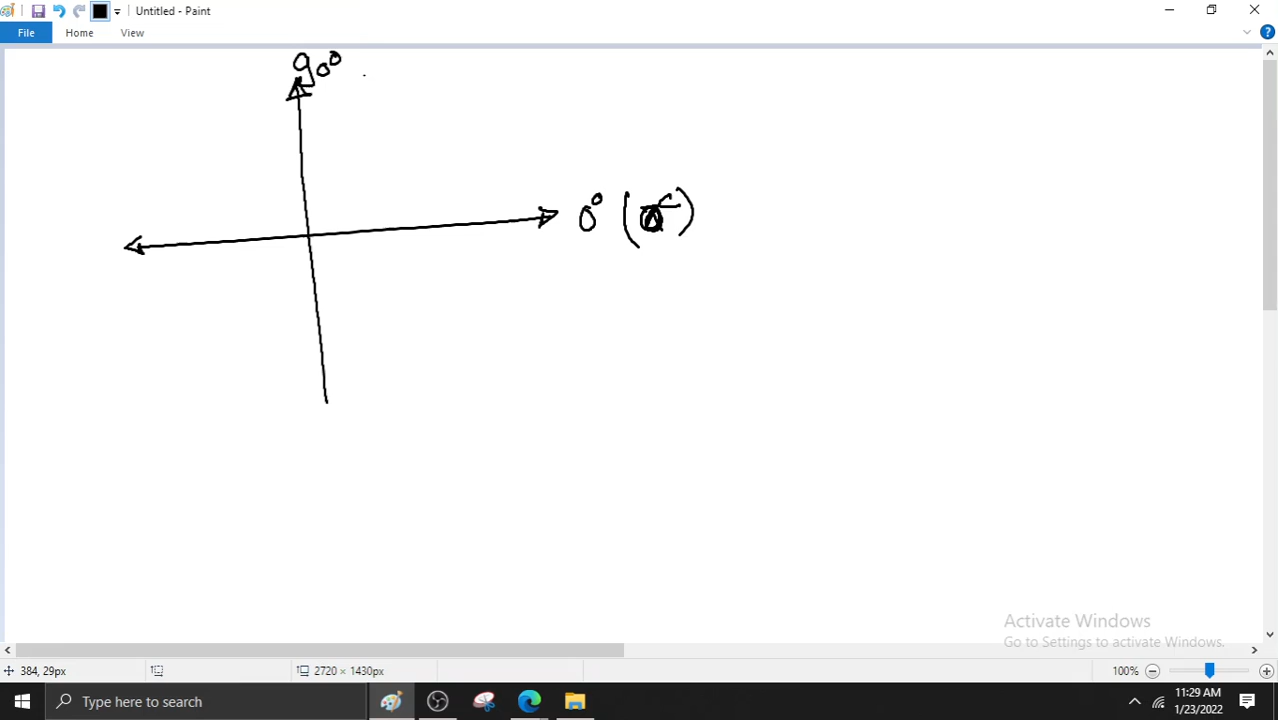 Untitled - Paint
File Home View
90°
0° (
Activate Windows
Go to Settings to activate Windows.
384, 29px
2720 × 1430px
100%
Type here to search
11:29 AM
1/23/2022